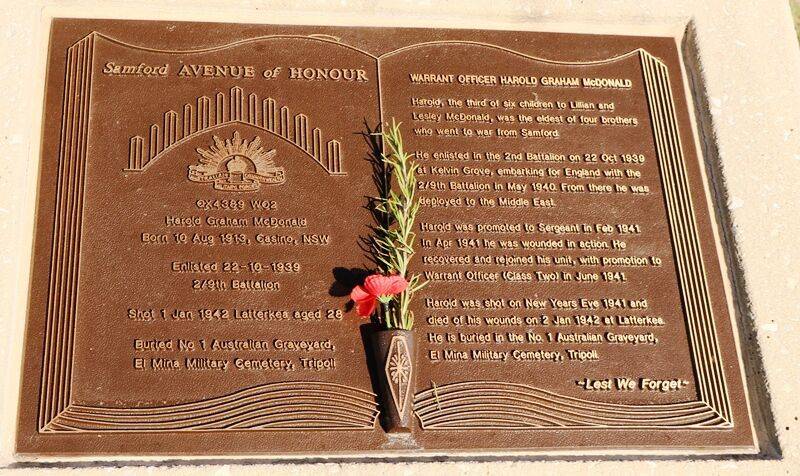 Samford AVENUE of HONOUR
QX4389 WO2
Harold Graham McDonald
Born 10 Aug 1913, Casino, NSW
Enlisted 22-10-1939
2/9th Battalion
Shot 1 Jan 1942 Latterkea aged 28
Buried No 1 Australian Graveyard,
El Mina Military Cemetery, Tripoli
WARRANT OFFICER HAROLD GRAHAM McDONALD
Harold, the third of six children to Lillian and
Lesley McDonald, was the eldest of four brothers
who went to war from Samford.
He enlisted in the 2nd Battalion on 22 Oct 1939
at Kelvin Grove, embarking for England with the
2/9th Battalion in May 1940. From there he was
deployed to the Middle East.
Harold was promoted to Sergeant in Feb 1941.
In Apr 1941 he was wounded in action. He
recovered and rejoined his unit, with promotion to
Warrant Officer (Class Two) in June 1941.
Harold was shot on New Years Eve 1941 and
died of his wounds on 2 Jan 1942 at Latterkea.
He is buried in the No. 1 Australian Graveyard,
El Mina Military Cemetery, Tripoli.
~Lest We Forget~